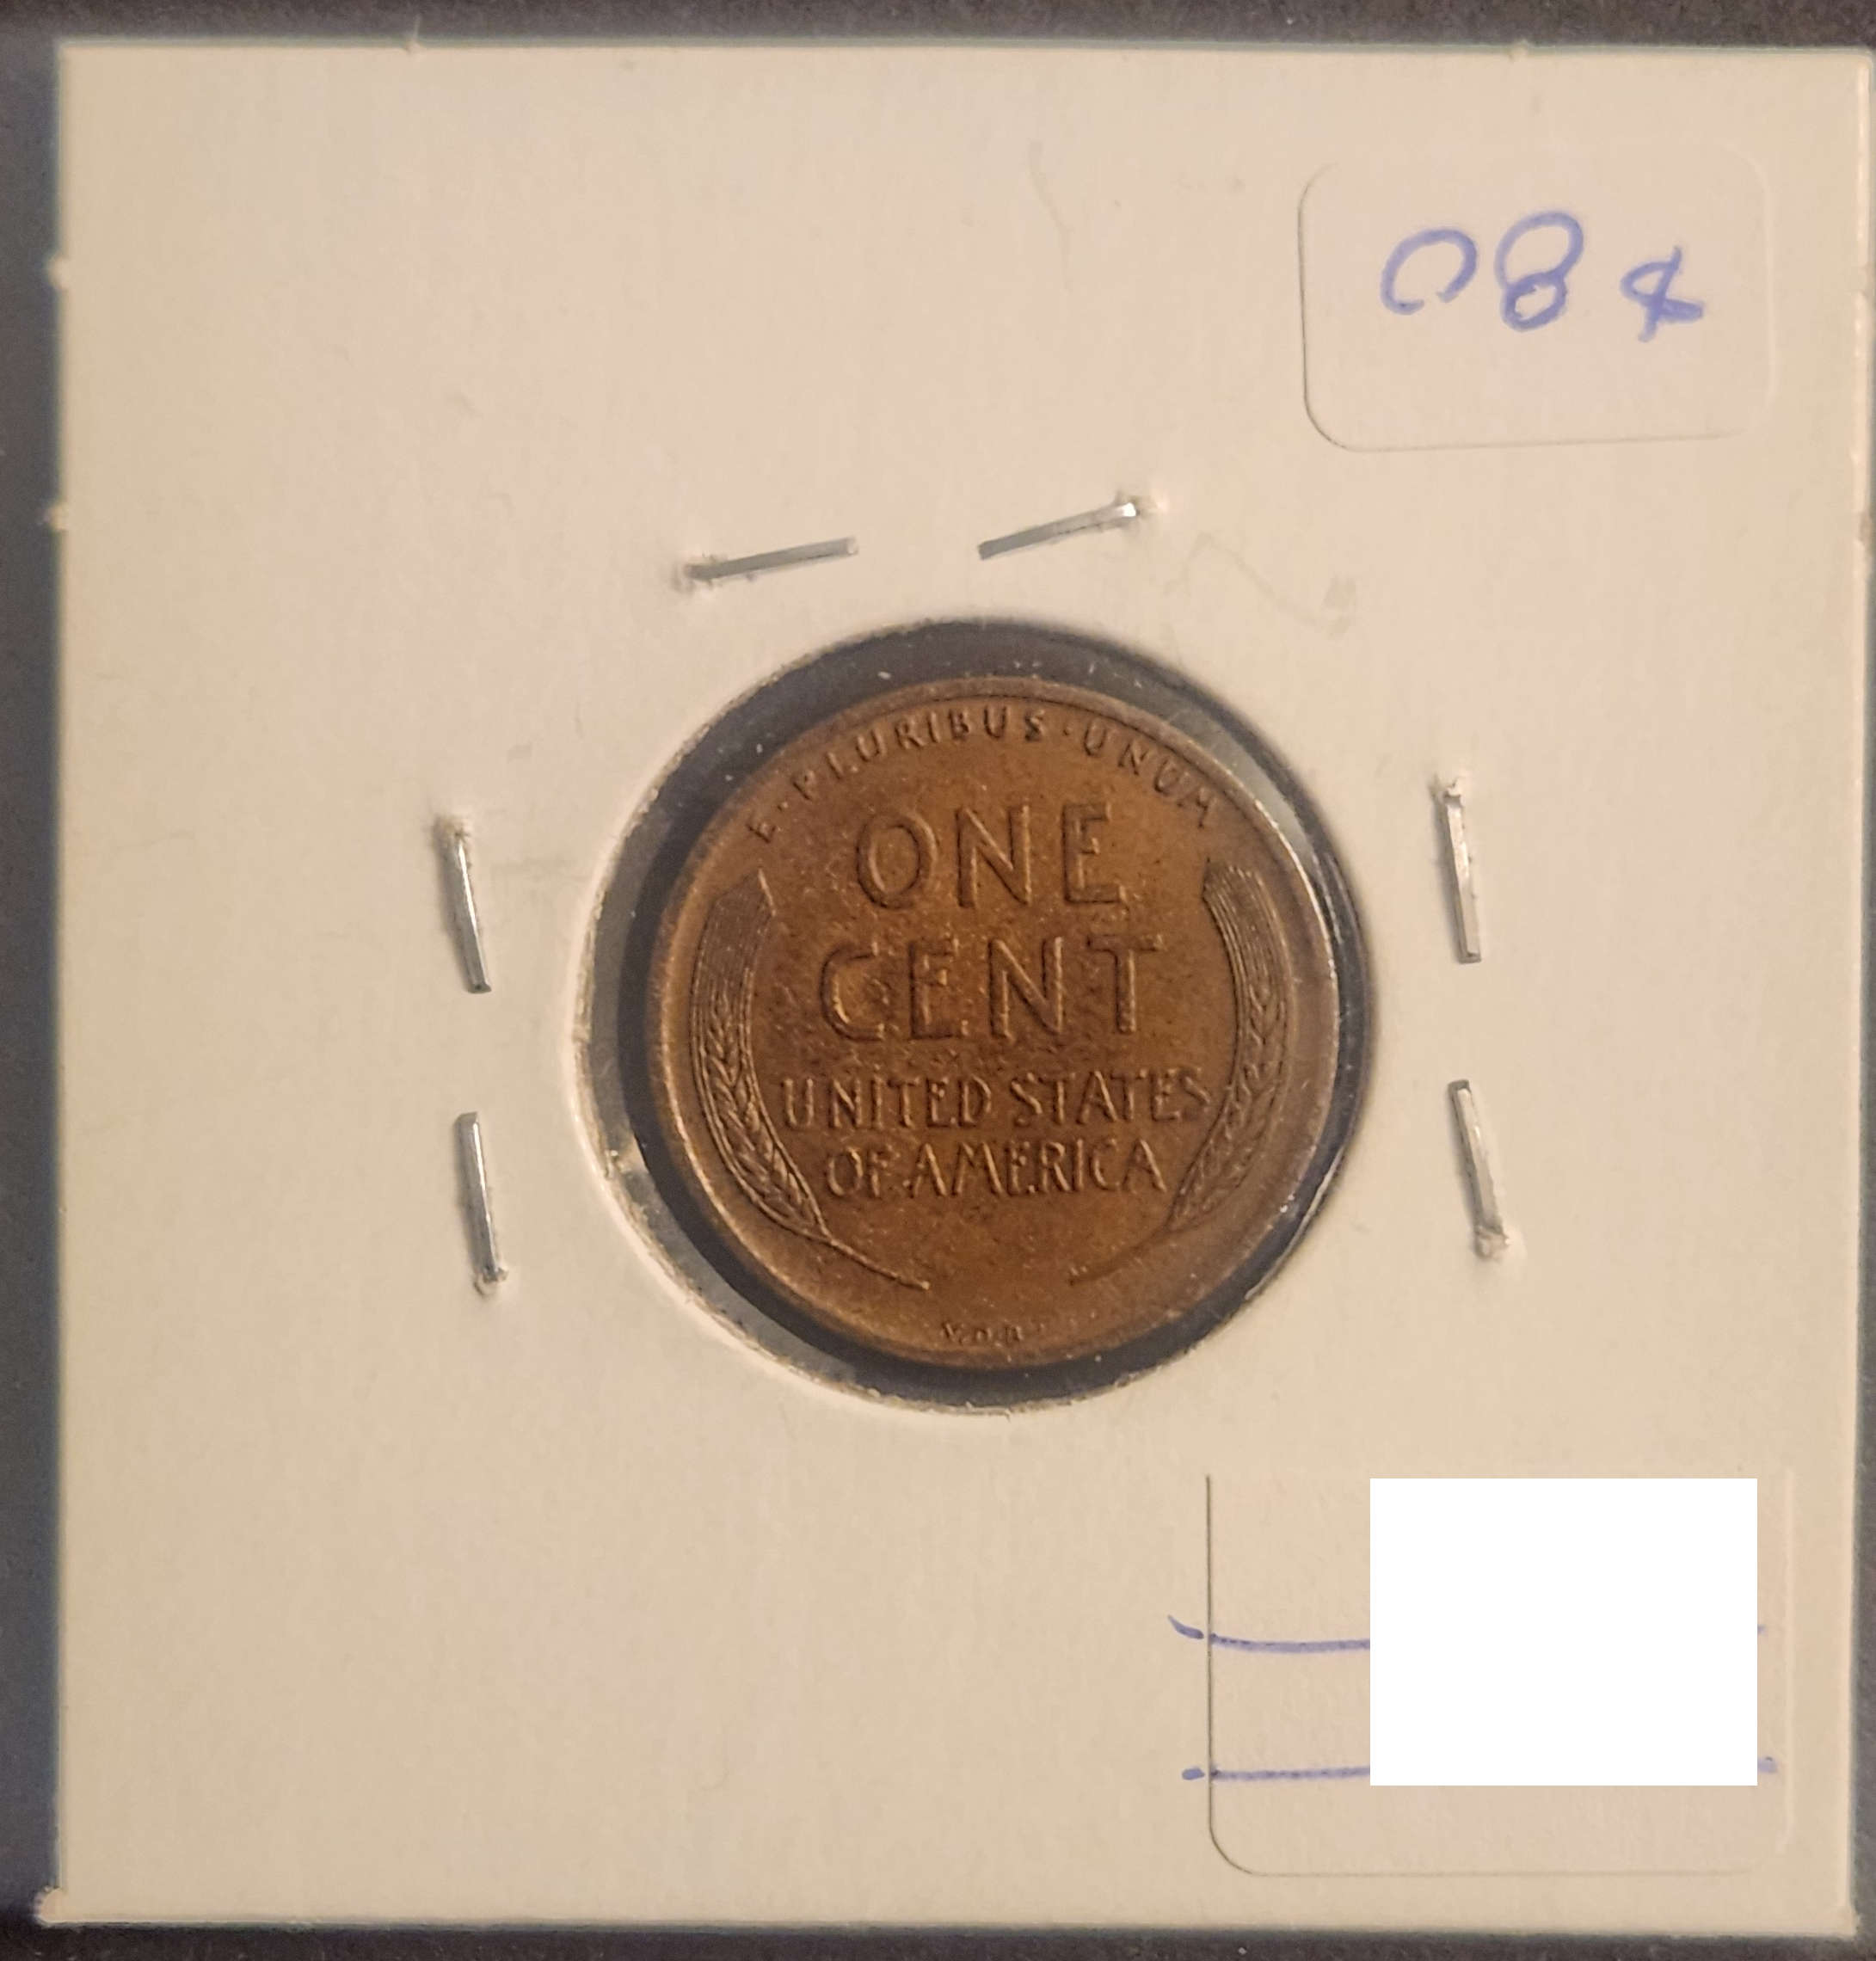 08
E·PLURIBUS·UNUM
ONE
CENT
UNITED STATES
OF AMERICA
V.D.B.